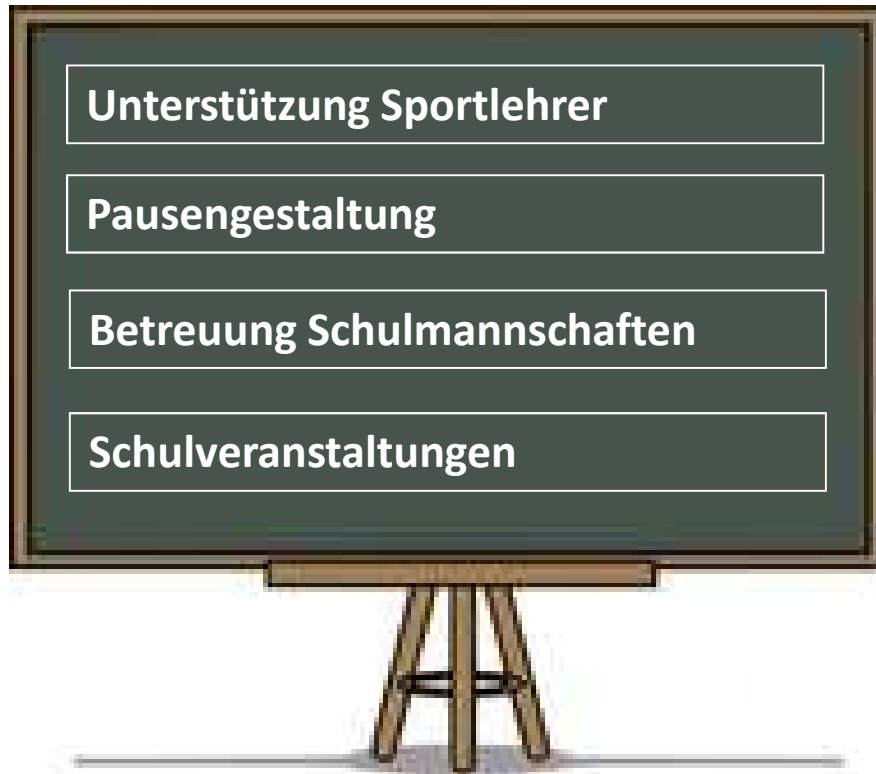 Unterstützung Sportlehrer
Pausengestaltung
Betreuung Schulmannschaften
Schulveranstaltungen